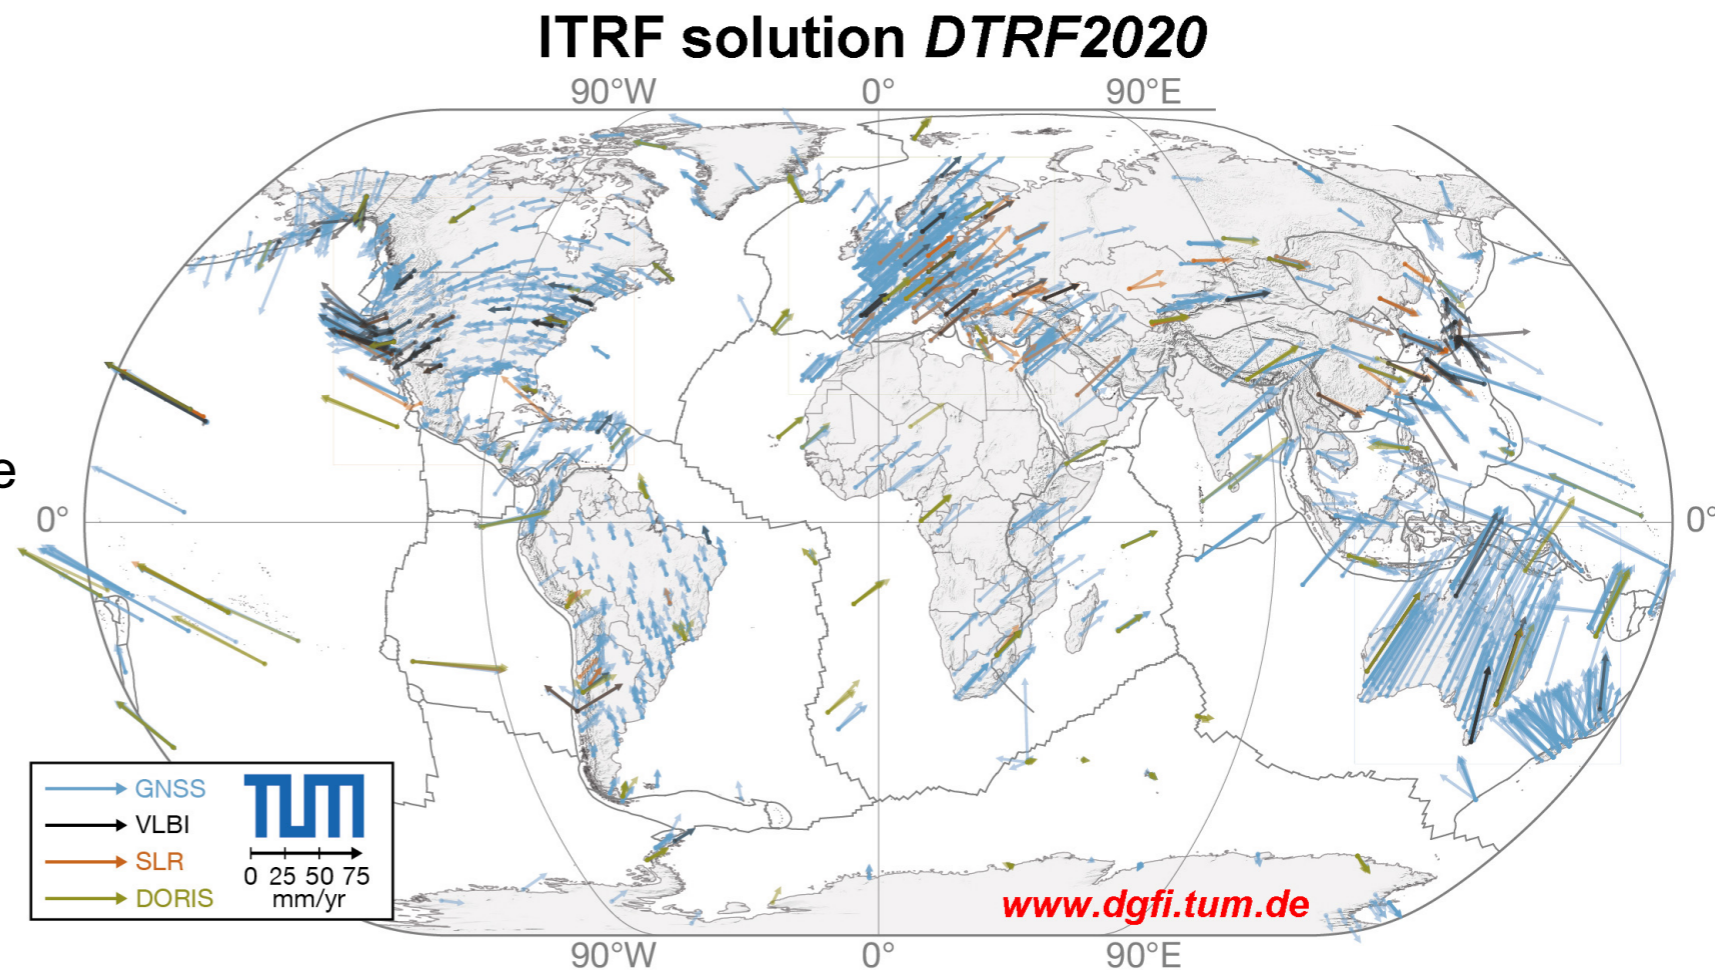 ITRF solution DTRF2020
90°W 0° 90°E
e
0° 0°
GNSS
VLBI
SLR
DORIS
TUM
0 25 50 75
mm/yr
www.dgfi.tum.de
90°W 0° 90°E